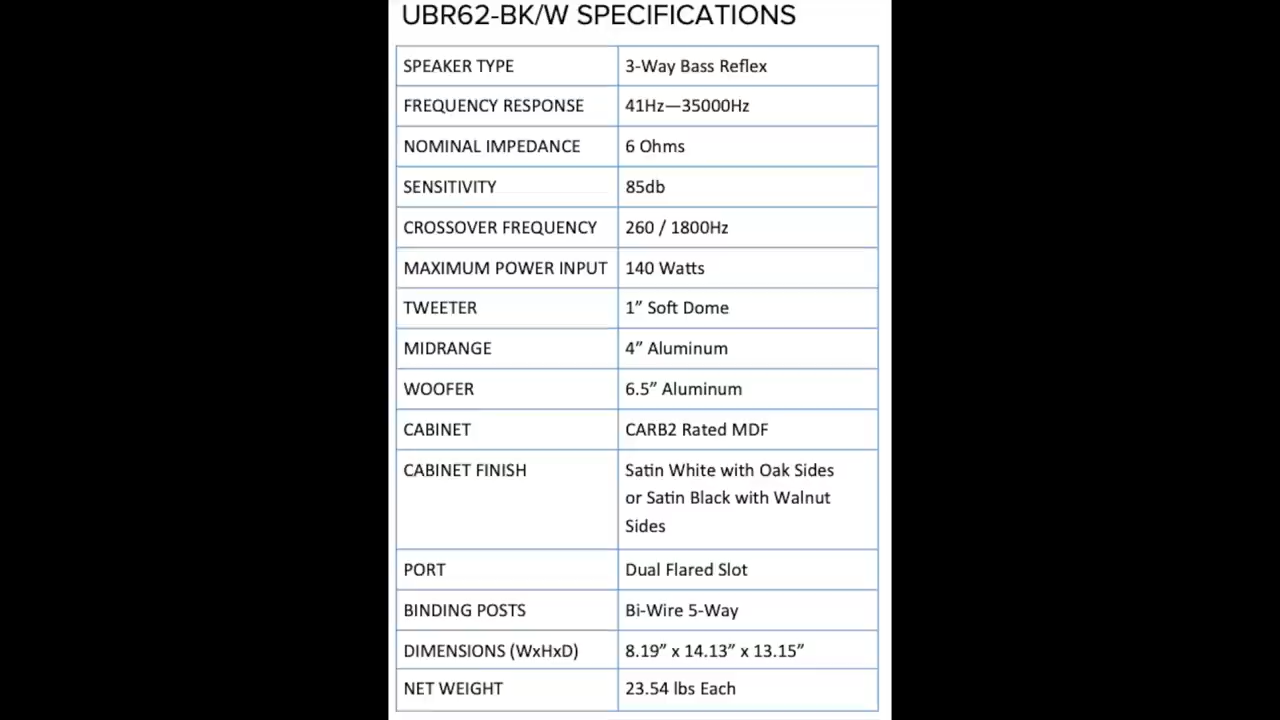 UBR62-BK/W SPECIFICATIONS
SPEAKER TYPE 3-Way Bass Reflex
FREQUENCY RESPONSE 41Hz—35000Hz
NOMINAL IMPEDANCE 6 Ohms
SENSITIVITY 85db
CROSSOVER FREQUENCY 260 / 1800Hz
MAXIMUM POWER INPUT 140 Watts
TWEETER 1” Soft Dome
MIDRANGE 4” Aluminum
WOOFER 6.5” Aluminum
CABINET CARB2 Rated MDF
CABINET FINISH Satin White with Oak Sides
or Satin Black with Walnut
Sides
PORT Dual Flared Slot
BINDING POSTS Bi-Wire 5-Way
DIMENSIONS (WxHxD) 8.19” x 14.13” x 13.15”
NET WEIGHT 23.54 lbs Each